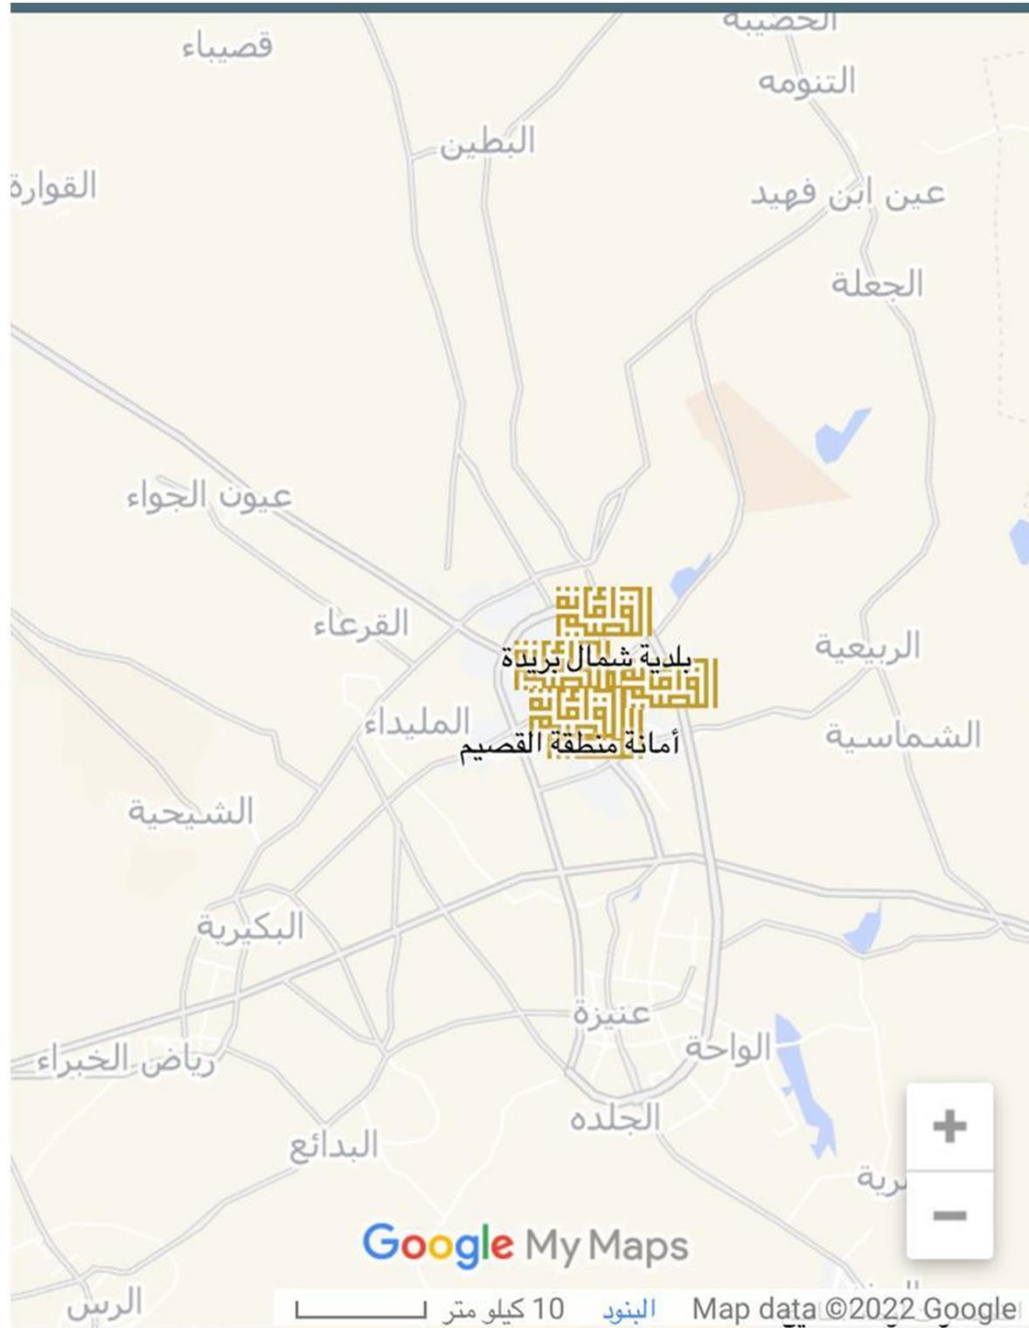 الحصيبة
قصيباء
التنومه
البطين
القوارة
عين ابن فهيد
الجعلة
عيون الجواء
القرعاء
الربيعية
بلدية شمال بريدة
المليداء
الشماسية
أمانة منطقة القصيم
الشيحية
البكيرية
عنيزة
الواحة
رياض الخبراء
الجلده
البدائع
+
−
Google My Maps
الرس
10 كيلو متر
البنود
Map data ©2022 Google